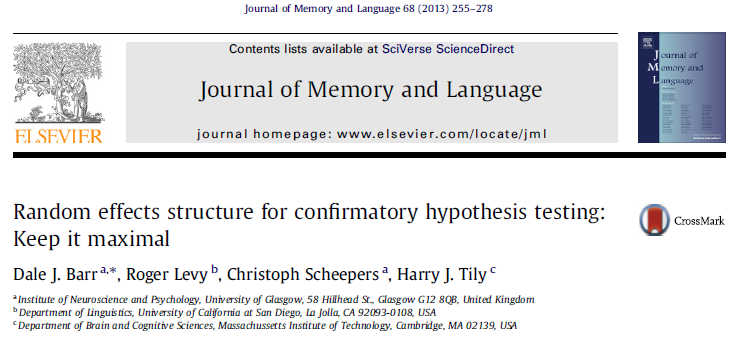 Journal of Memory and Language 68 (2013) 255–278
Contents lists available at SciVerse ScienceDirect
Journal of Memory and Language
journal homepage: www.elsevier.com/locate/jml
ELSEVIER
Journal of
Memory and
Language
Random effects structure for confirmatory hypothesis testing:
Keep it maximal
CrossMark
Dale J. Barr a,*, Roger Levy b, Christoph Scheepers a, Harry J. Tily c
a Institute of Neuroscience and Psychology, University of Glasgow, 58 Hillhead St., Glasgow G12 8QB, United Kingdom
b Department of Linguistics, University of California at San Diego, La Jolla, CA 92093-0108, USA
c Department of Brain and Cognitive Sciences, Massachussetts Institute of Technology, Cambridge, MA 02139, USA